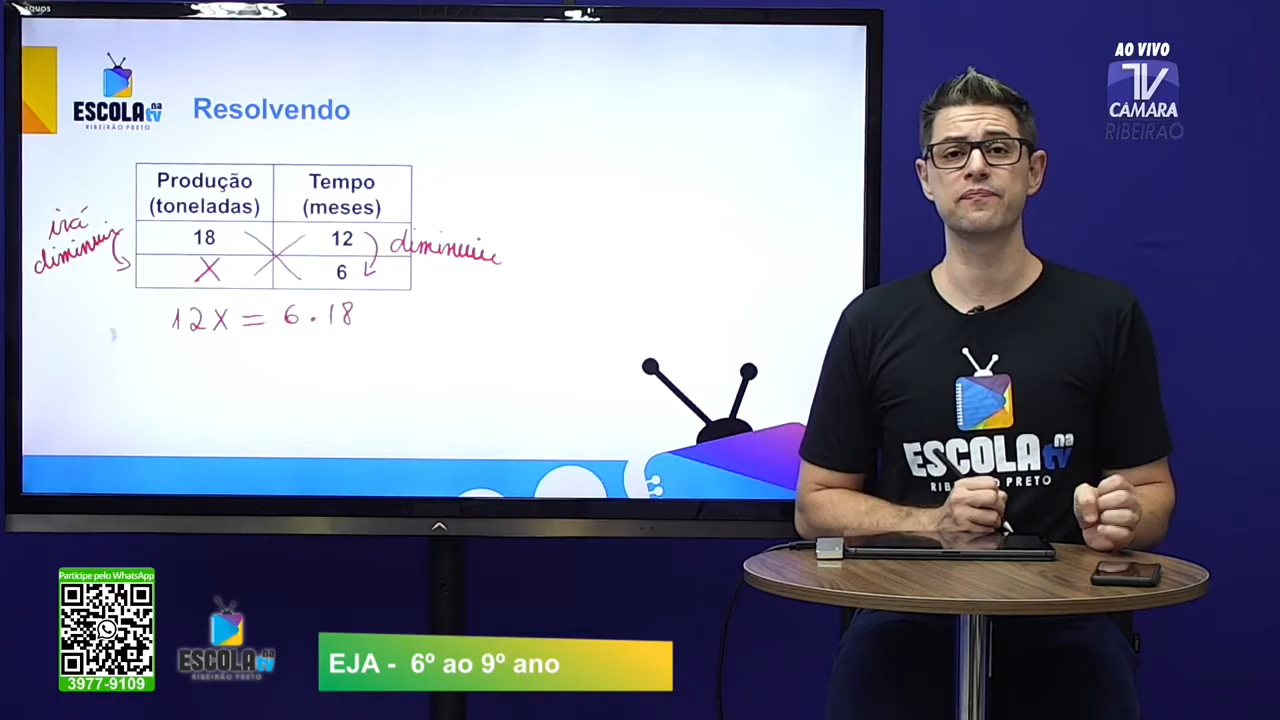 aquos
AO VIVO
TV
CÂMARA
RIBEIRÃO
ESCOLA na tv
RIBEIRÃO PRETO
Resolvendo
Produção (toneladas)
Tempo (meses)
18
12
X
6
irá
diminuir
diminuiu
12x = 6 . 18
ESCOLA na tv
RIBEIRÃO PRETO
Participe pelo WhatsApp
3977-9109
ESCOLA na tv
RIBEIRÃO PRETO
EJA - 6º ao 9º ano